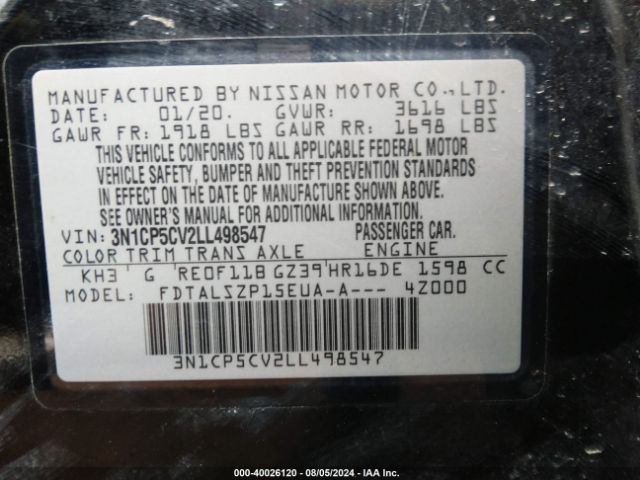 MANUFACTURED BY NISSAN MOTOR CO.,LTD.
DATE: 01/20. GVWR: 3616 LBS
GAWR FR: 1918 LBS GAWR RR: 1698 LBS
THIS VEHICLE CONFORMS TO ALL APPLICABLE FEDERAL MOTOR
VEHICLE SAFETY, BUMPER AND THEFT PREVENTION STANDARDS
IN EFFECT ON THE DATE OF MANUFACTURE SHOWN ABOVE.
SEE OWNER'S MANUAL FOR ADDITIONAL INFORMATION.
VIN: 3N1CP5CV2LL498547 PASSENGER CAR.
COLOR TRIM TRANS AXLE ENGINE
KH3 G RE0F11B GZ39 HR16DE 1598 CC
MODEL: FDTALSZP15EUA-A--- 4Z000
3N1CP5CV2LL498547
000-40026120 - 08/05/2024 - IAA Inc.